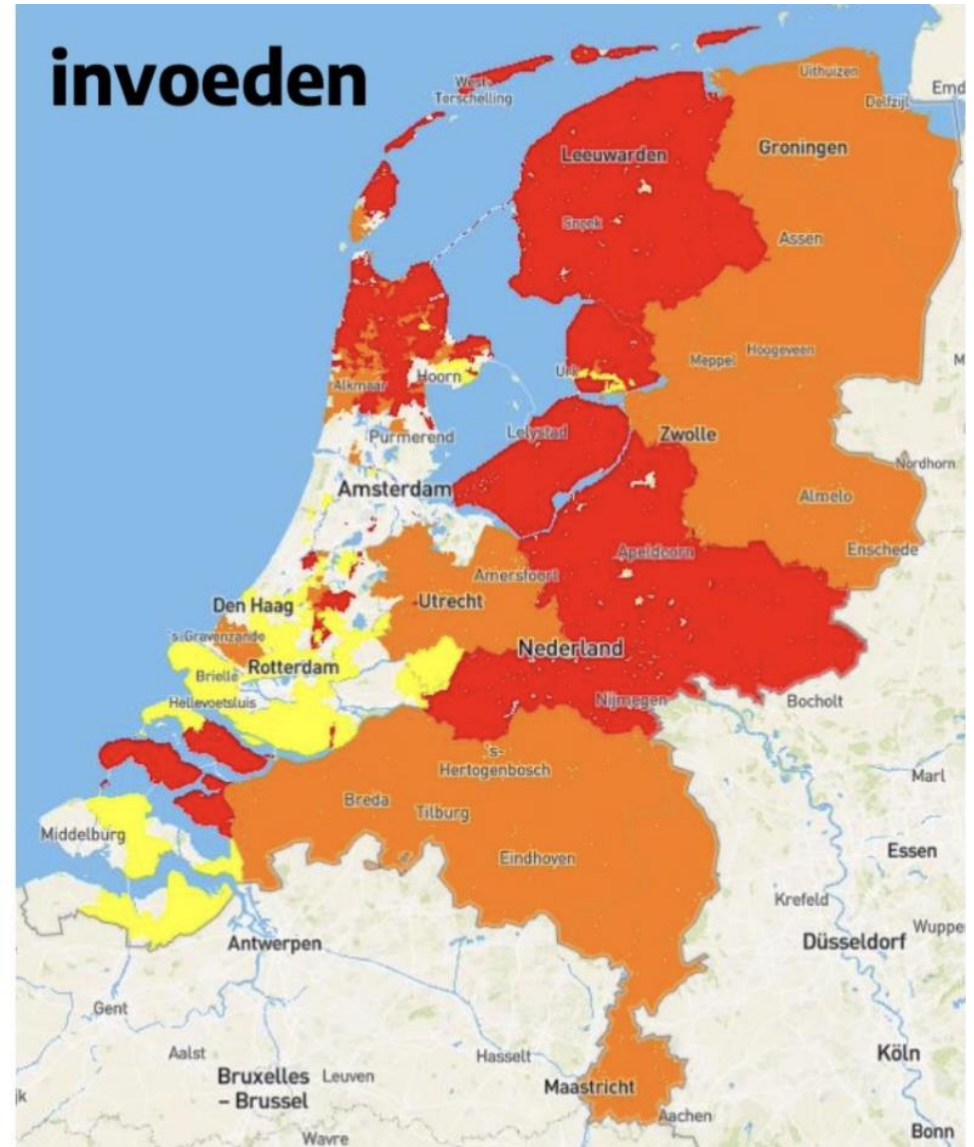 invoeden
Uithuizen
West-
Terschelling
Emd
Delfzijl
Groningen
Leeuwarden
Sneek
Assen
Meppel
Hoogeveen
M
Urk
Hoorn
Alkmaar
Purmerend
Lelystad
Zwolle
Nordhorn
Amsterdam
Almelo
Apeldoorn
Enschede
Amersfoort
Utrecht
Den Haag
's-Gravenzande
Nederland
Rotterdam
Brielle
Hellevoetsluis
Nijmegen
Bocholt
's-
Hertogenbosch
Marl
Breda
Tilburg
Middelburg
Eindhoven
Essen
Krefeld
Wuppe
Düsseldorf
Antwerpen
Gent
Aalst
Hasselt
Köln
Bruxelles
– Brussel
Leuven
Maastricht
jk
Aachen
Bonn
Wavre